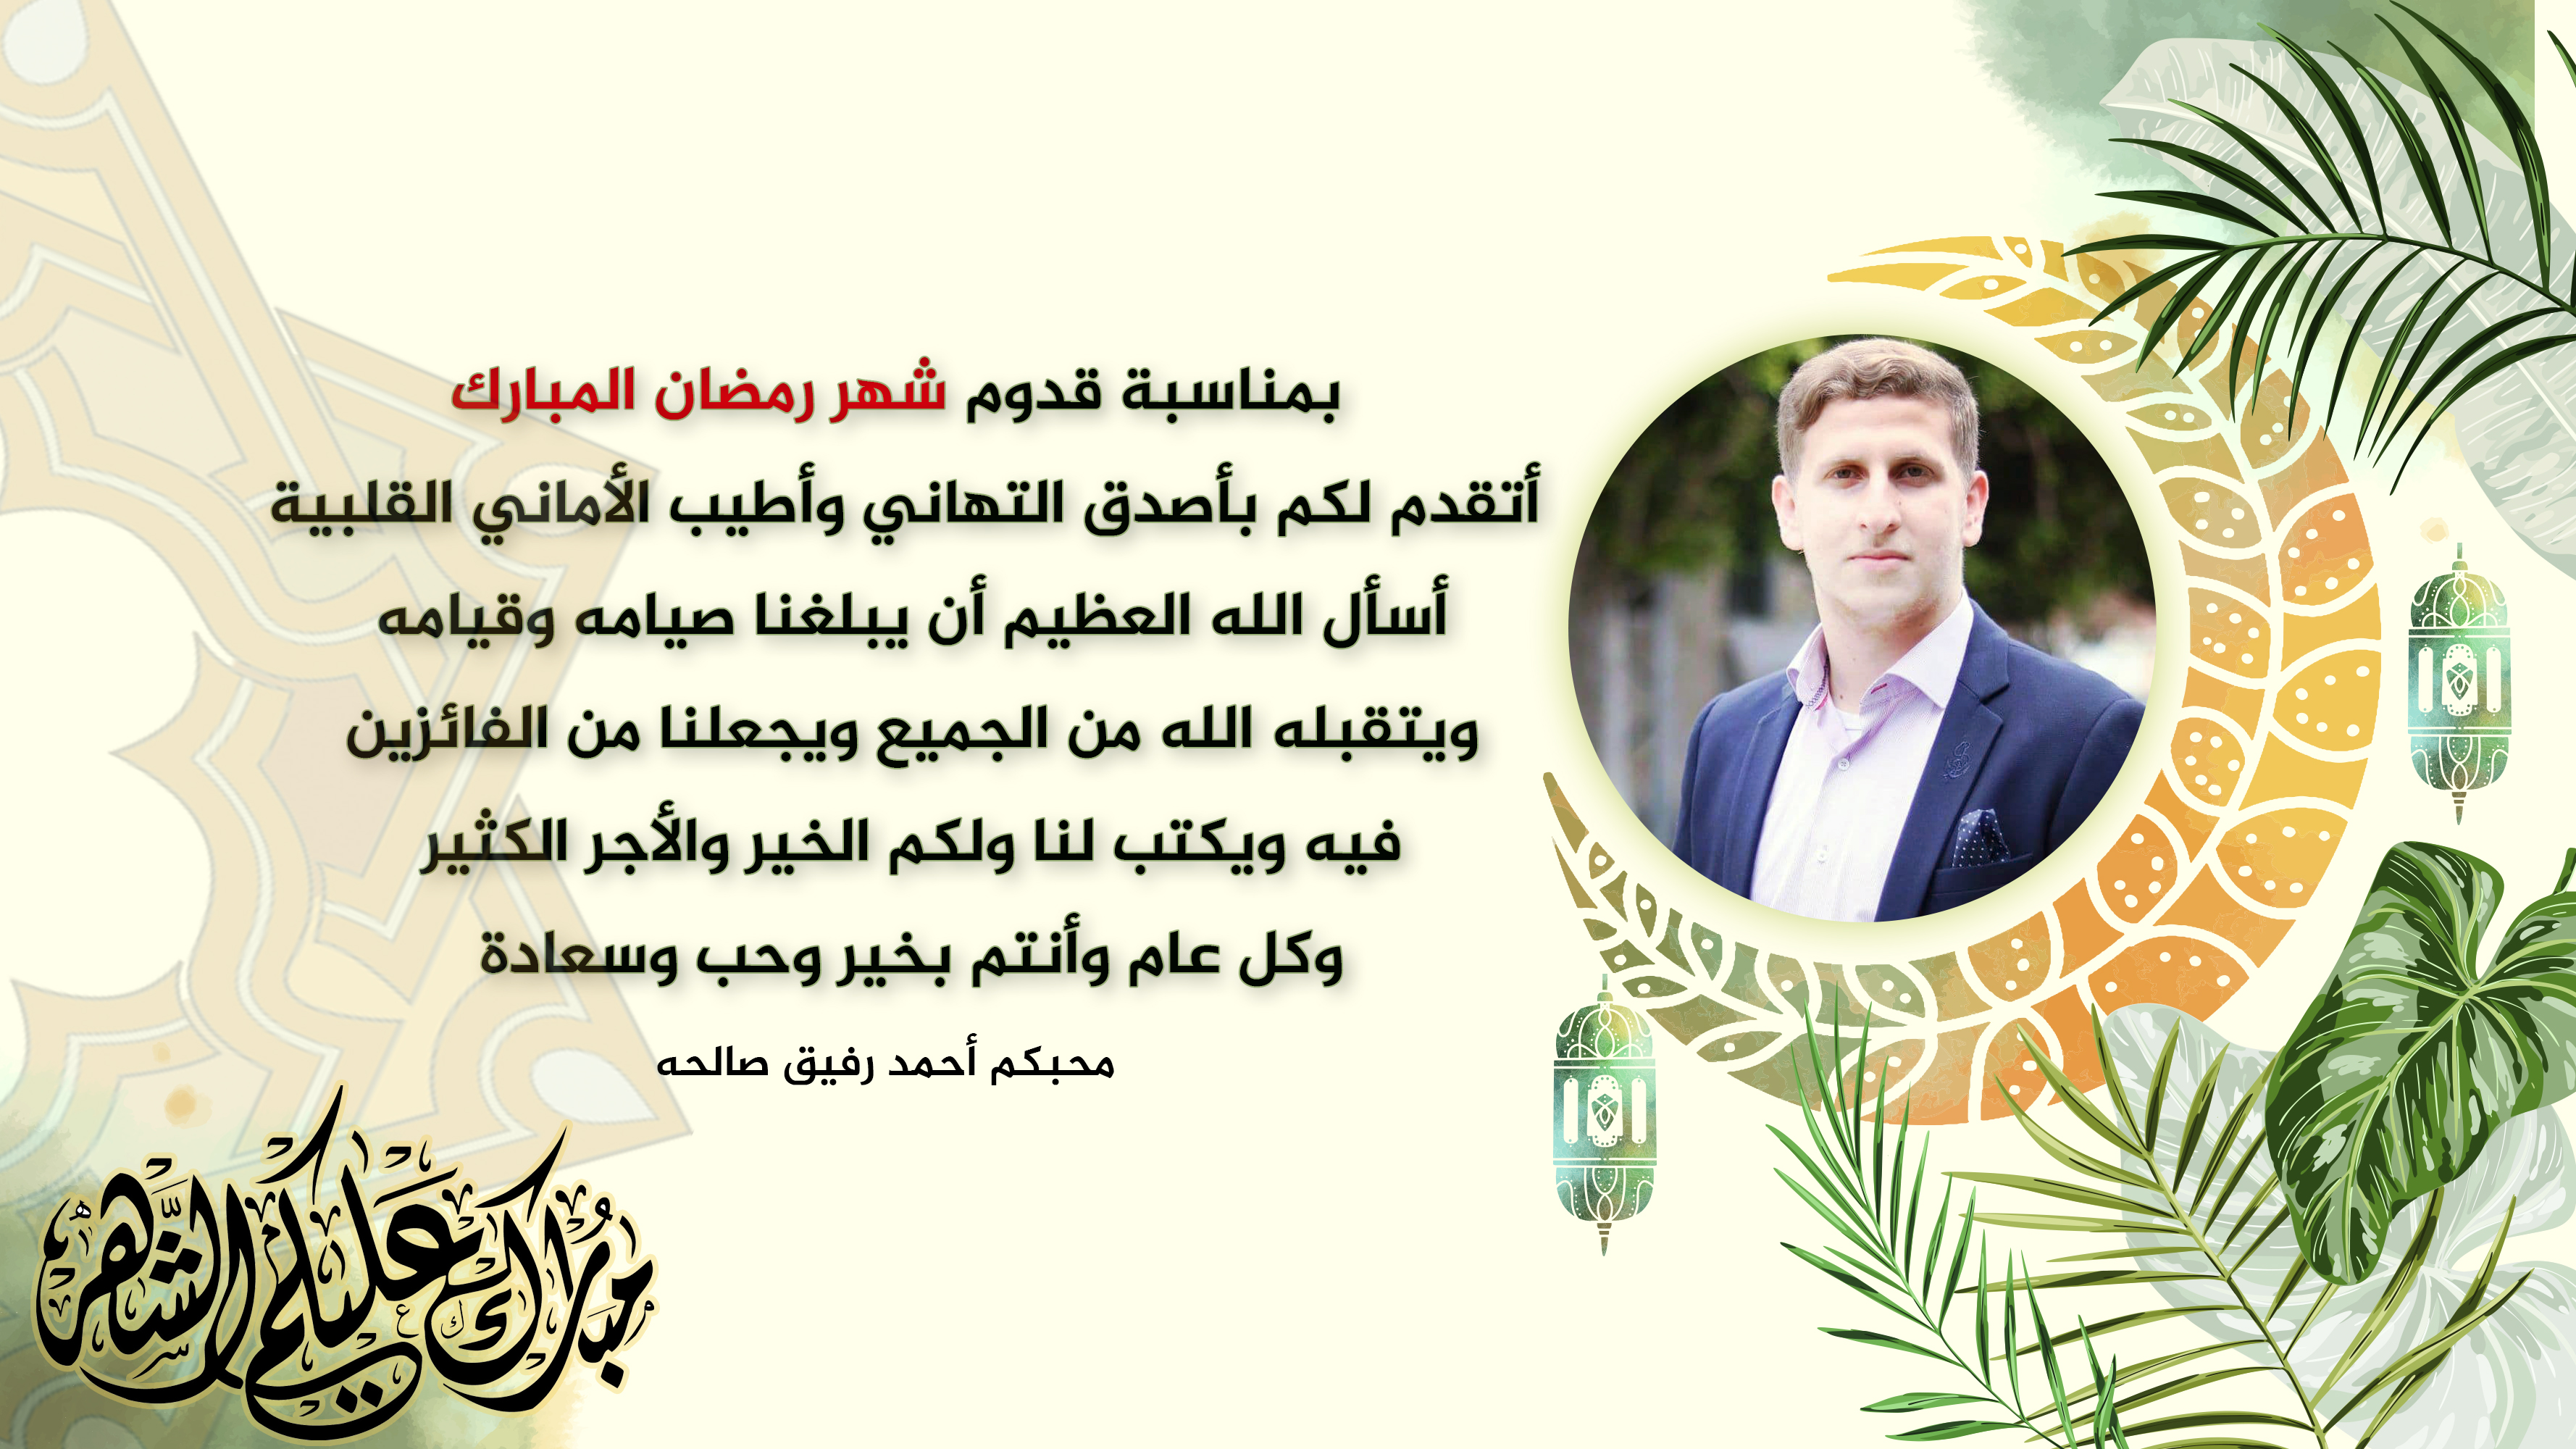 بمناسبة قدوم شهر رمضان المبارك
أتقدم لكم بأصدق التهاني وأطيب الأماني القلبية
أسأل الله العظيم أن يبلغنا صيامه وقيامه
ويتقبله الله من الجميع ويجعلنا من الفائزين
فيه ويكتب لنا ولكم الخير والأجر الكثير
وكل عام وأنتم بخير وحب وسعادة
محبكم أحمد رفيق صالحه
مبارك عليكم الشهر